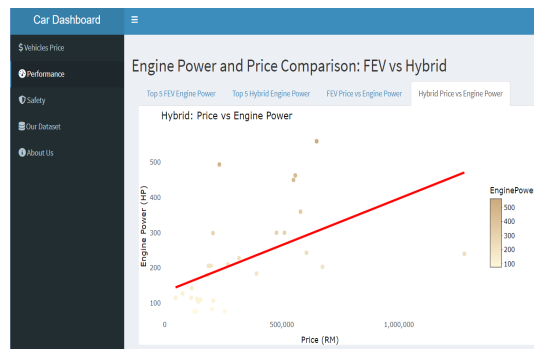 Car Dashboard
Vehicles Price
Performance
Safety
Our Dataset
About Us
Engine Power and Price Comparison: FEV vs Hybrid
Top 5 FEV Engine Power
Top 5 Hybrid Engine Power
FEV Price vs Engine Power
Hybrid Price vs Engine Power
Hybrid: Price vs Engine Power
Engine Power (HP)
500
400
300
200
100
0
500,000
1,000,000
Price (RM)
EnginePower
500
400
300
200
100